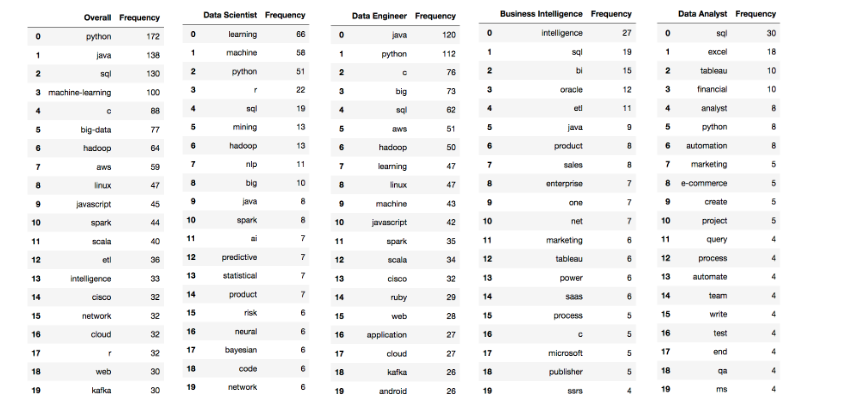 Overall Frequency
0 python 172
1 java 138
2 sql 130
3 machine-learning 100
4 c 88
5 big-data 77
6 hadoop 64
7 aws 59
8 linux 47
9 javascript 45
10 spark 44
11 scala 40
12 etl 36
13 intelligence 33
14 cisco 32
15 network 32
16 cloud 32
17 r 32
18 web 30
19 kafka 30
Data Scientist Frequency
0 learning 66
1 machine 58
2 python 51
3 r 22
4 sql 19
5 mining 13
6 hadoop 13
7 nlp 11
8 big 10
9 java 8
10 spark 8
11 ai 7
12 predictive 7
13 statistical 7
14 product 7
15 risk 6
16 neural 6
17 bayesian 6
18 code 6
19 network 6
Data Engineer Frequency
0 java 120
1 python 112
2 c 76
3 big 73
4 sql 62
5 aws 51
6 hadoop 50
7 learning 47
8 linux 47
9 machine 43
10 javascript 42
11 spark 35
12 scala 34
13 cisco 32
14 ruby 29
15 web 28
16 application 27
17 cloud 27
18 kafka 26
19 android 26
Business Intelligence Frequency
0 intelligence 27
1 sql 19
2 bi 15
3 oracle 12
4 etl 11
5 java 9
6 product 8
7 sales 8
8 enterprise 7
9 one 7
10 net 7
11 marketing 6
12 tableau 6
13 power 6
14 saas 6
15 process 5
16 c 5
17 microsoft 5
18 publisher 5
19 ssrs 4
Data Analyst Frequency
0 sql 30
1 excel 18
2 tableau 10
3 financial 10
4 analyst 8
5 python 8
6 automation 8
7 marketing 5
8 e-commerce 5
9 create 5
10 project 5
11 query 4
12 process 4
13 automate 4
14 team 4
15 write 4
16 test 4
17 end 4
18 qa 4
19 ms 4